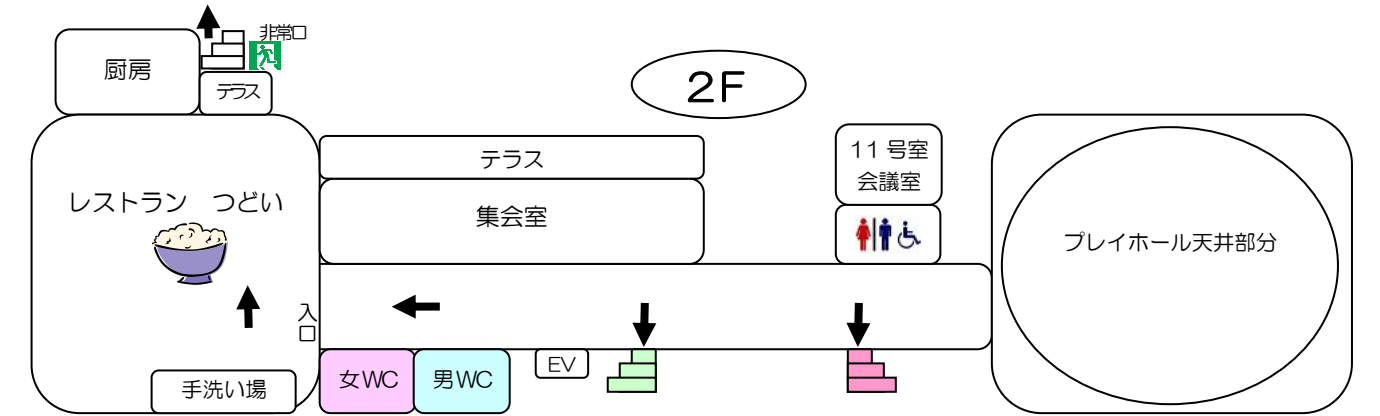 非常口
厨房
テラス
2F
テラス
11号室
会議室
レストラン　つどい
集会室
プレイホール天井部分
入口
女WC
男WC
EV
手洗い場